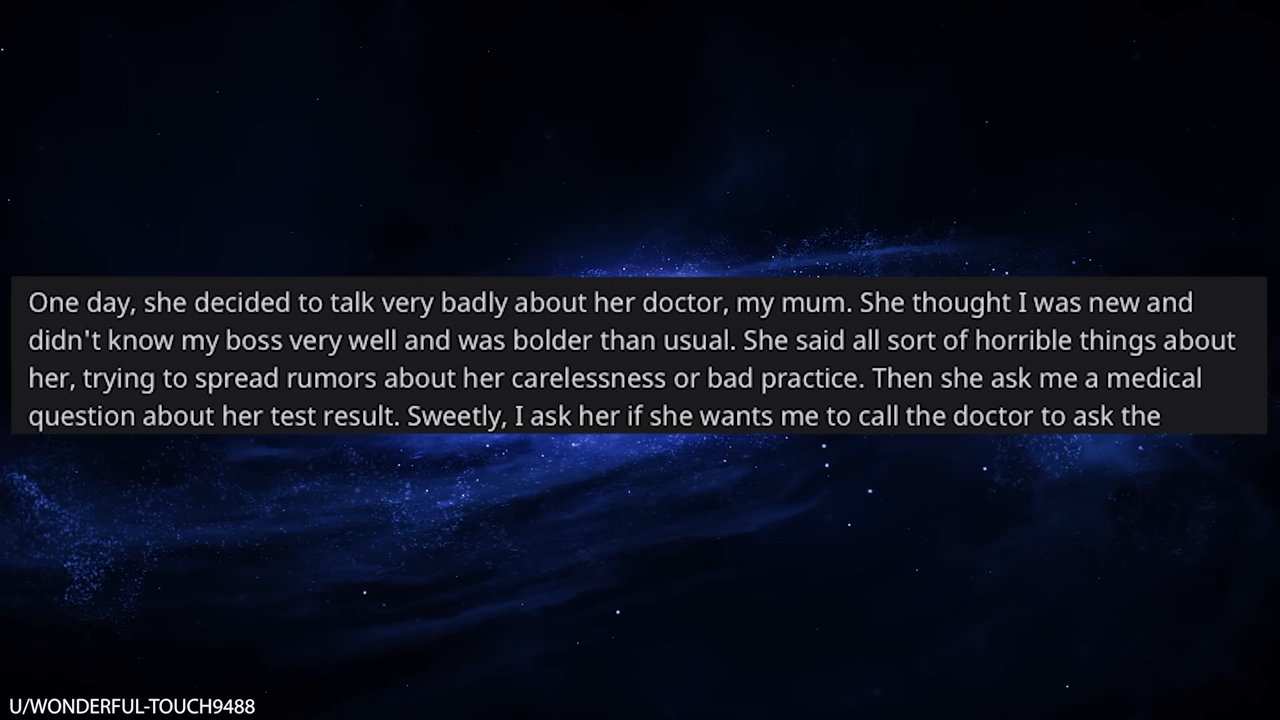 One day, she decided to talk very badly about her doctor, my mum. She thought I was new and
didn't know my boss very well and was bolder than usual. She said all sort of horrible things about
her, trying to spread rumors about her carelessness or bad practice. Then she ask me a medical
question about her test result. Sweetly, I ask her if she wants me to call the doctor to ask the
U/WONDERFUL-TOUCH9488